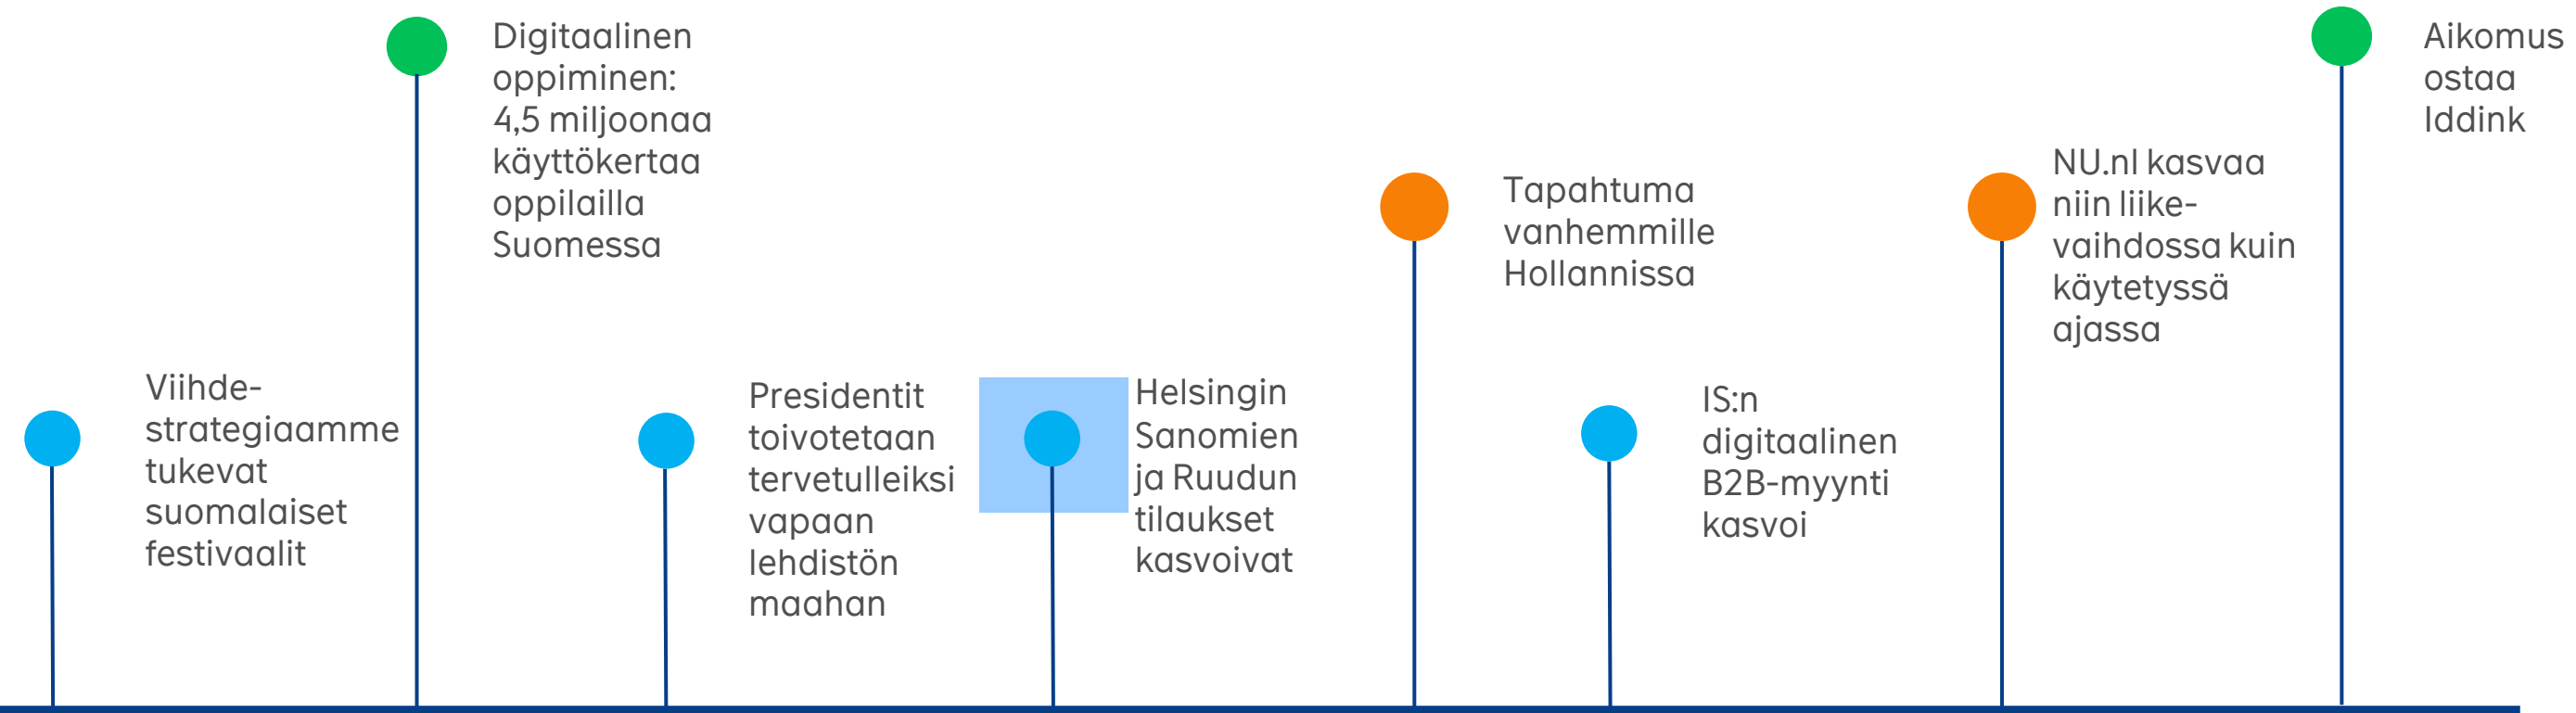 Viihde-
strategiaamme
tukevat
suomalaiset
festivaalit
Digitaalinen
oppiminen:
4,5 miljoonaa
käyttökertaa
oppilailla
Suomessa
Presidentit
toivotetaan
tervetulleiksi
vapaan
lehdistön
maahan
Helsingin
Sanomien
ja Ruudun
tilaukset
kasvoivat
Tapahtuma
vanhemmille
Hollannissa
IS:n
digitaalinen
B2B-myynti
kasvoi
NU.nl kasvaa
niin liike-
vaihdossa kuin
käytetyssä
ajassa
Aikomus
ostaa
Iddink